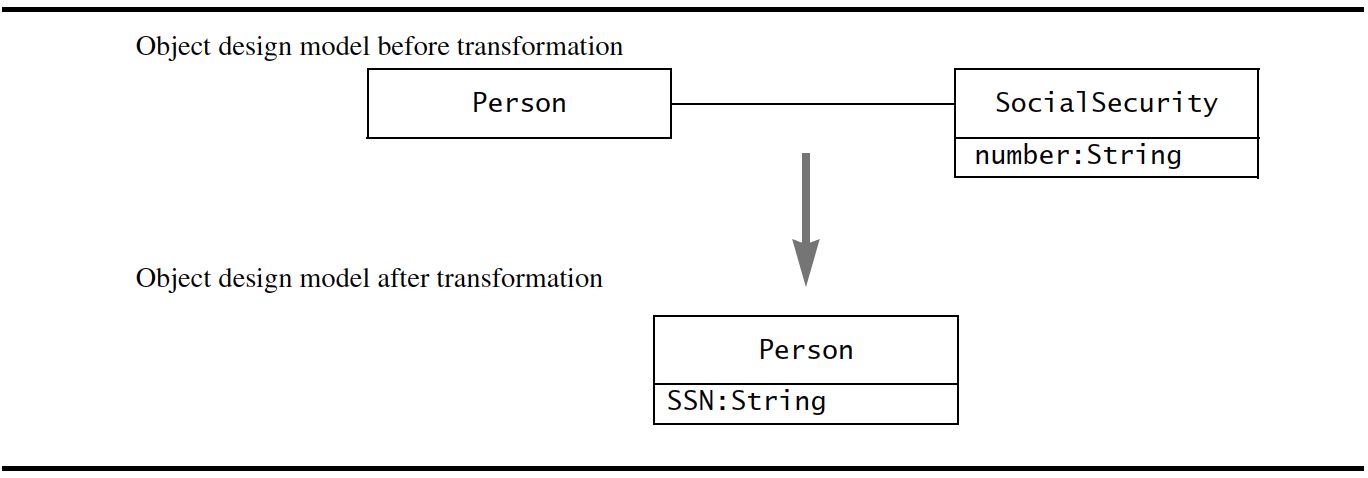 Object design model before transformation
Person
SocialSecurity
number:String
Object design model after transformation
Person
SSN:String